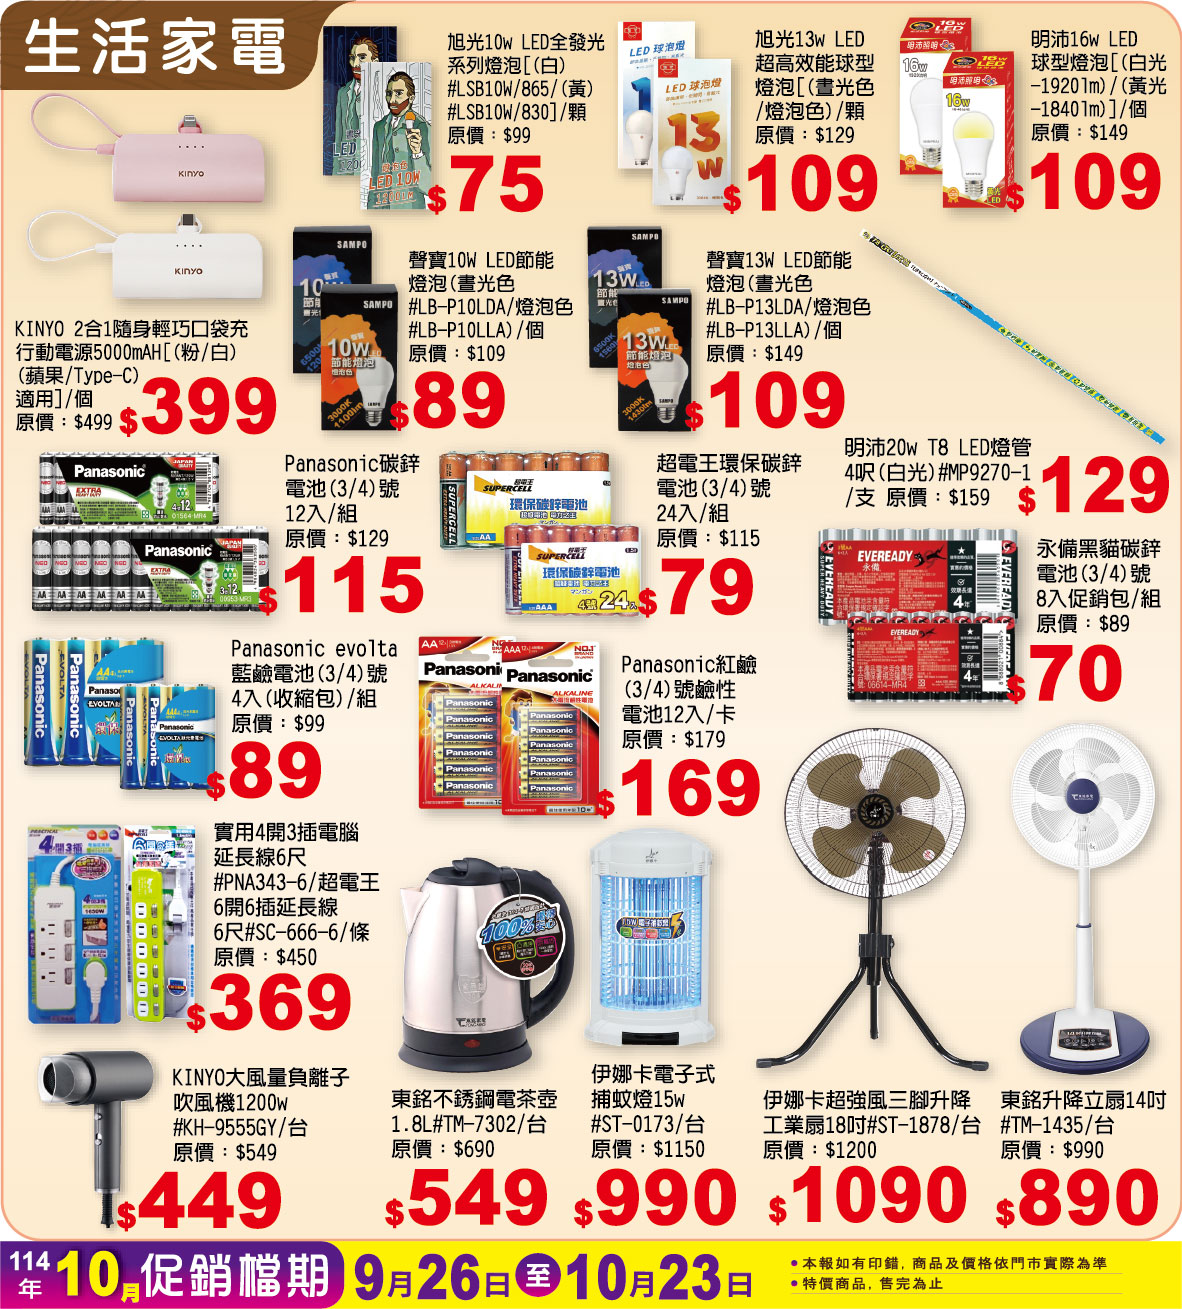 生活家電
旭光10w LED全發光
系列燈泡[(白)
#LSB10W/865/(黃)
#LSB10W/830]/顆
原價：$99
$75
旭光13w LED
超高效能球型
燈泡[(晝光色
/燈泡色)/顆
原價：$129
$109
明沛16w LED
球型燈泡[(白光
-1920lm)/(黃光
-1840lm)]/個
原價：$149
$109
KINYO 2合1隨身輕巧口袋充
行動電源5000mAH[(粉/白)
(蘋果/Type-C)
適用]/個
原價：$499
$399
聲寶10W LED節能
燈泡(晝光色
#LB-P10LDA/燈泡色
#LB-P10LLA)/個
原價：$109
$89
聲寶13W LED節能
燈泡(晝光色
#LB-P13LDA/燈泡色
#LB-P13LLA)/個
原價：$149
$109
明沛20w T8 LED燈管
4呎(白光)#MP9270-1
/支 原價：$159
$129
Panasonic碳鋅
電池(3/4)號
12入/組
原價：$129
$115
超電王環保碳鋅
電池(3/4)號
24入/組
原價：$115
$79
永備黑貓碳鋅
電池(3/4)號
8入促銷包/組
原價：$89
$70
Panasonic evolta
藍鹼電池(3/4)號
4入(收縮包)/組
原價：$99
$89
Panasonic紅鹼
(3/4)號鹼性
電池12入/卡
原價：$179
$169
實用4開3插電腦
延長線6尺
#PNA343-6/超電王
6開6插延長線
6尺#SC-666-6/條
原價：$450
$369
KINYO大風量負離子
吹風機1200w
#KH-9555GY/台
原價：$549
$449
東銘不銹鋼電茶壺
1.8L#TM-7302/台
原價：$690
$549
伊娜卡電子式
捕蚊燈15w
#ST-0173/台
原價：$1150
$990
伊娜卡超強風三腳升降
工業扇18吋#ST-1878/台
原價：$1200
$1090
東銘升降立扇14吋
#TM-1435/台
原價：$990
$890
114年10月促銷檔期 9月26日至10月23日
•本報如有印錯，商品及價格依門市實際為準
•特價商品，售完為止